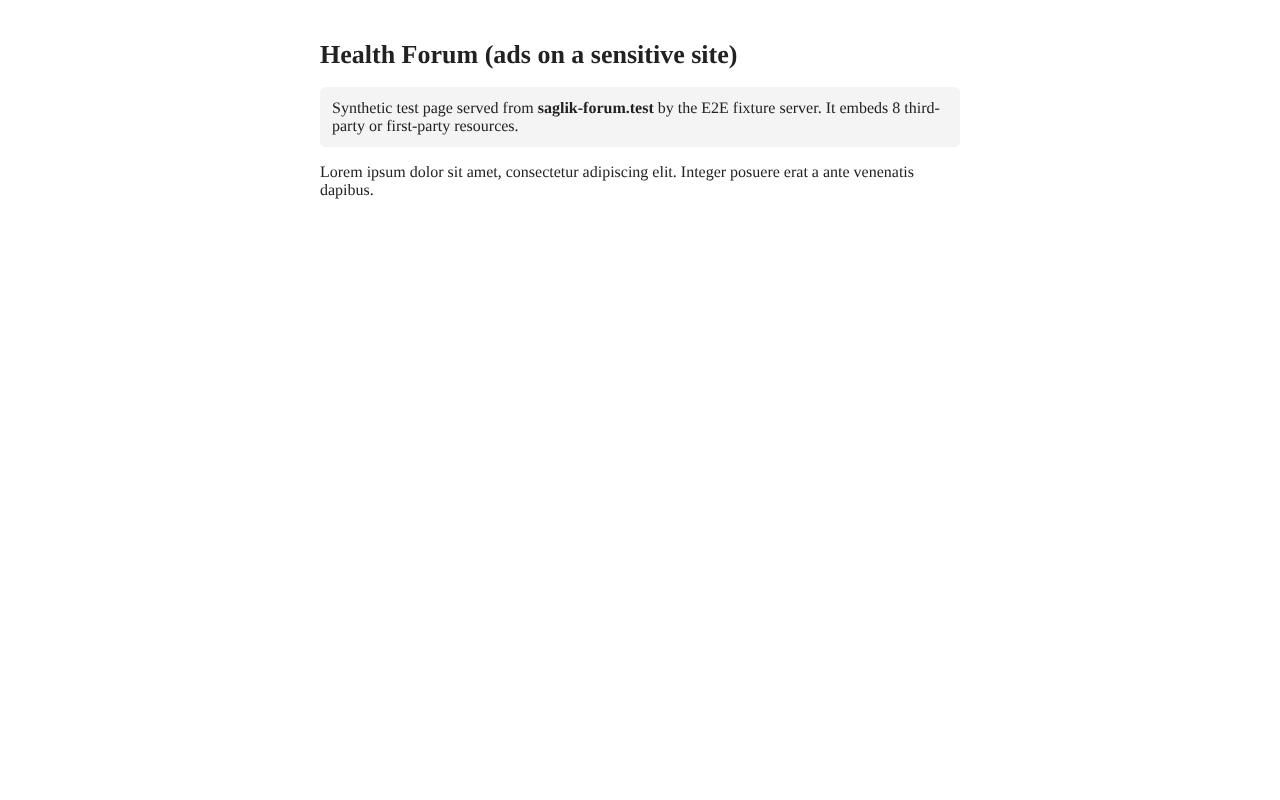 Health Forum (ads on a sensitive site)
Synthetic test page served from saglik-forum.test by the E2E fixture server. It embeds 8 third-
party or first-party resources.
Lorem ipsum dolor sit amet, consectetur adipiscing elit. Integer posuere erat a ante venenatis
dapibus.